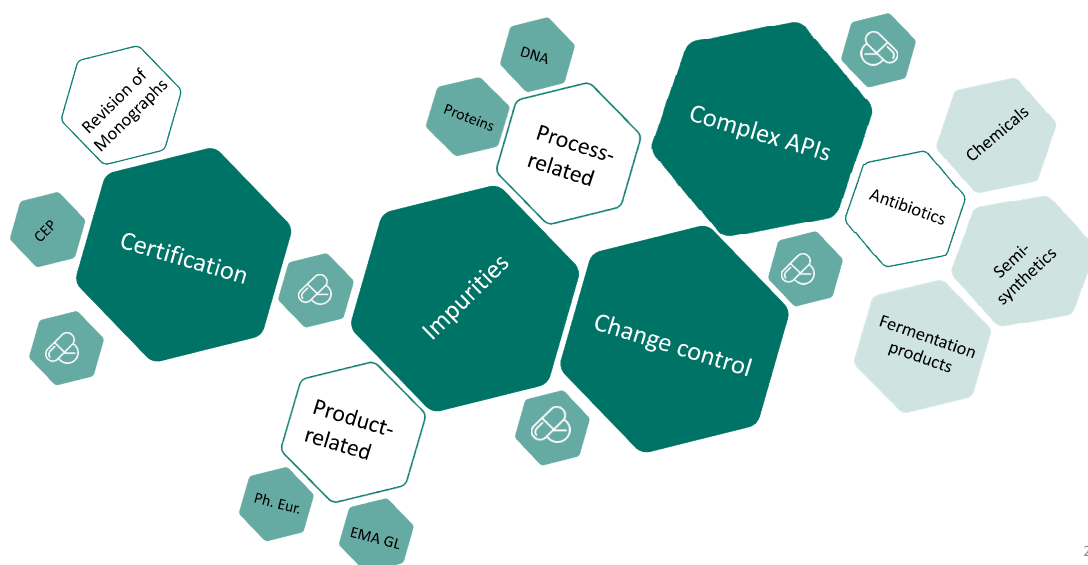 Revision of
Monographs
CEP
Certification
DNA
Proteins
Process-
related
Impurities
Product-
related
Ph. Eur.
EMA GL
Complex APIs
Change control
Antibiotics
Chemicals
Semi-
synthetics
Fermentation
products
2